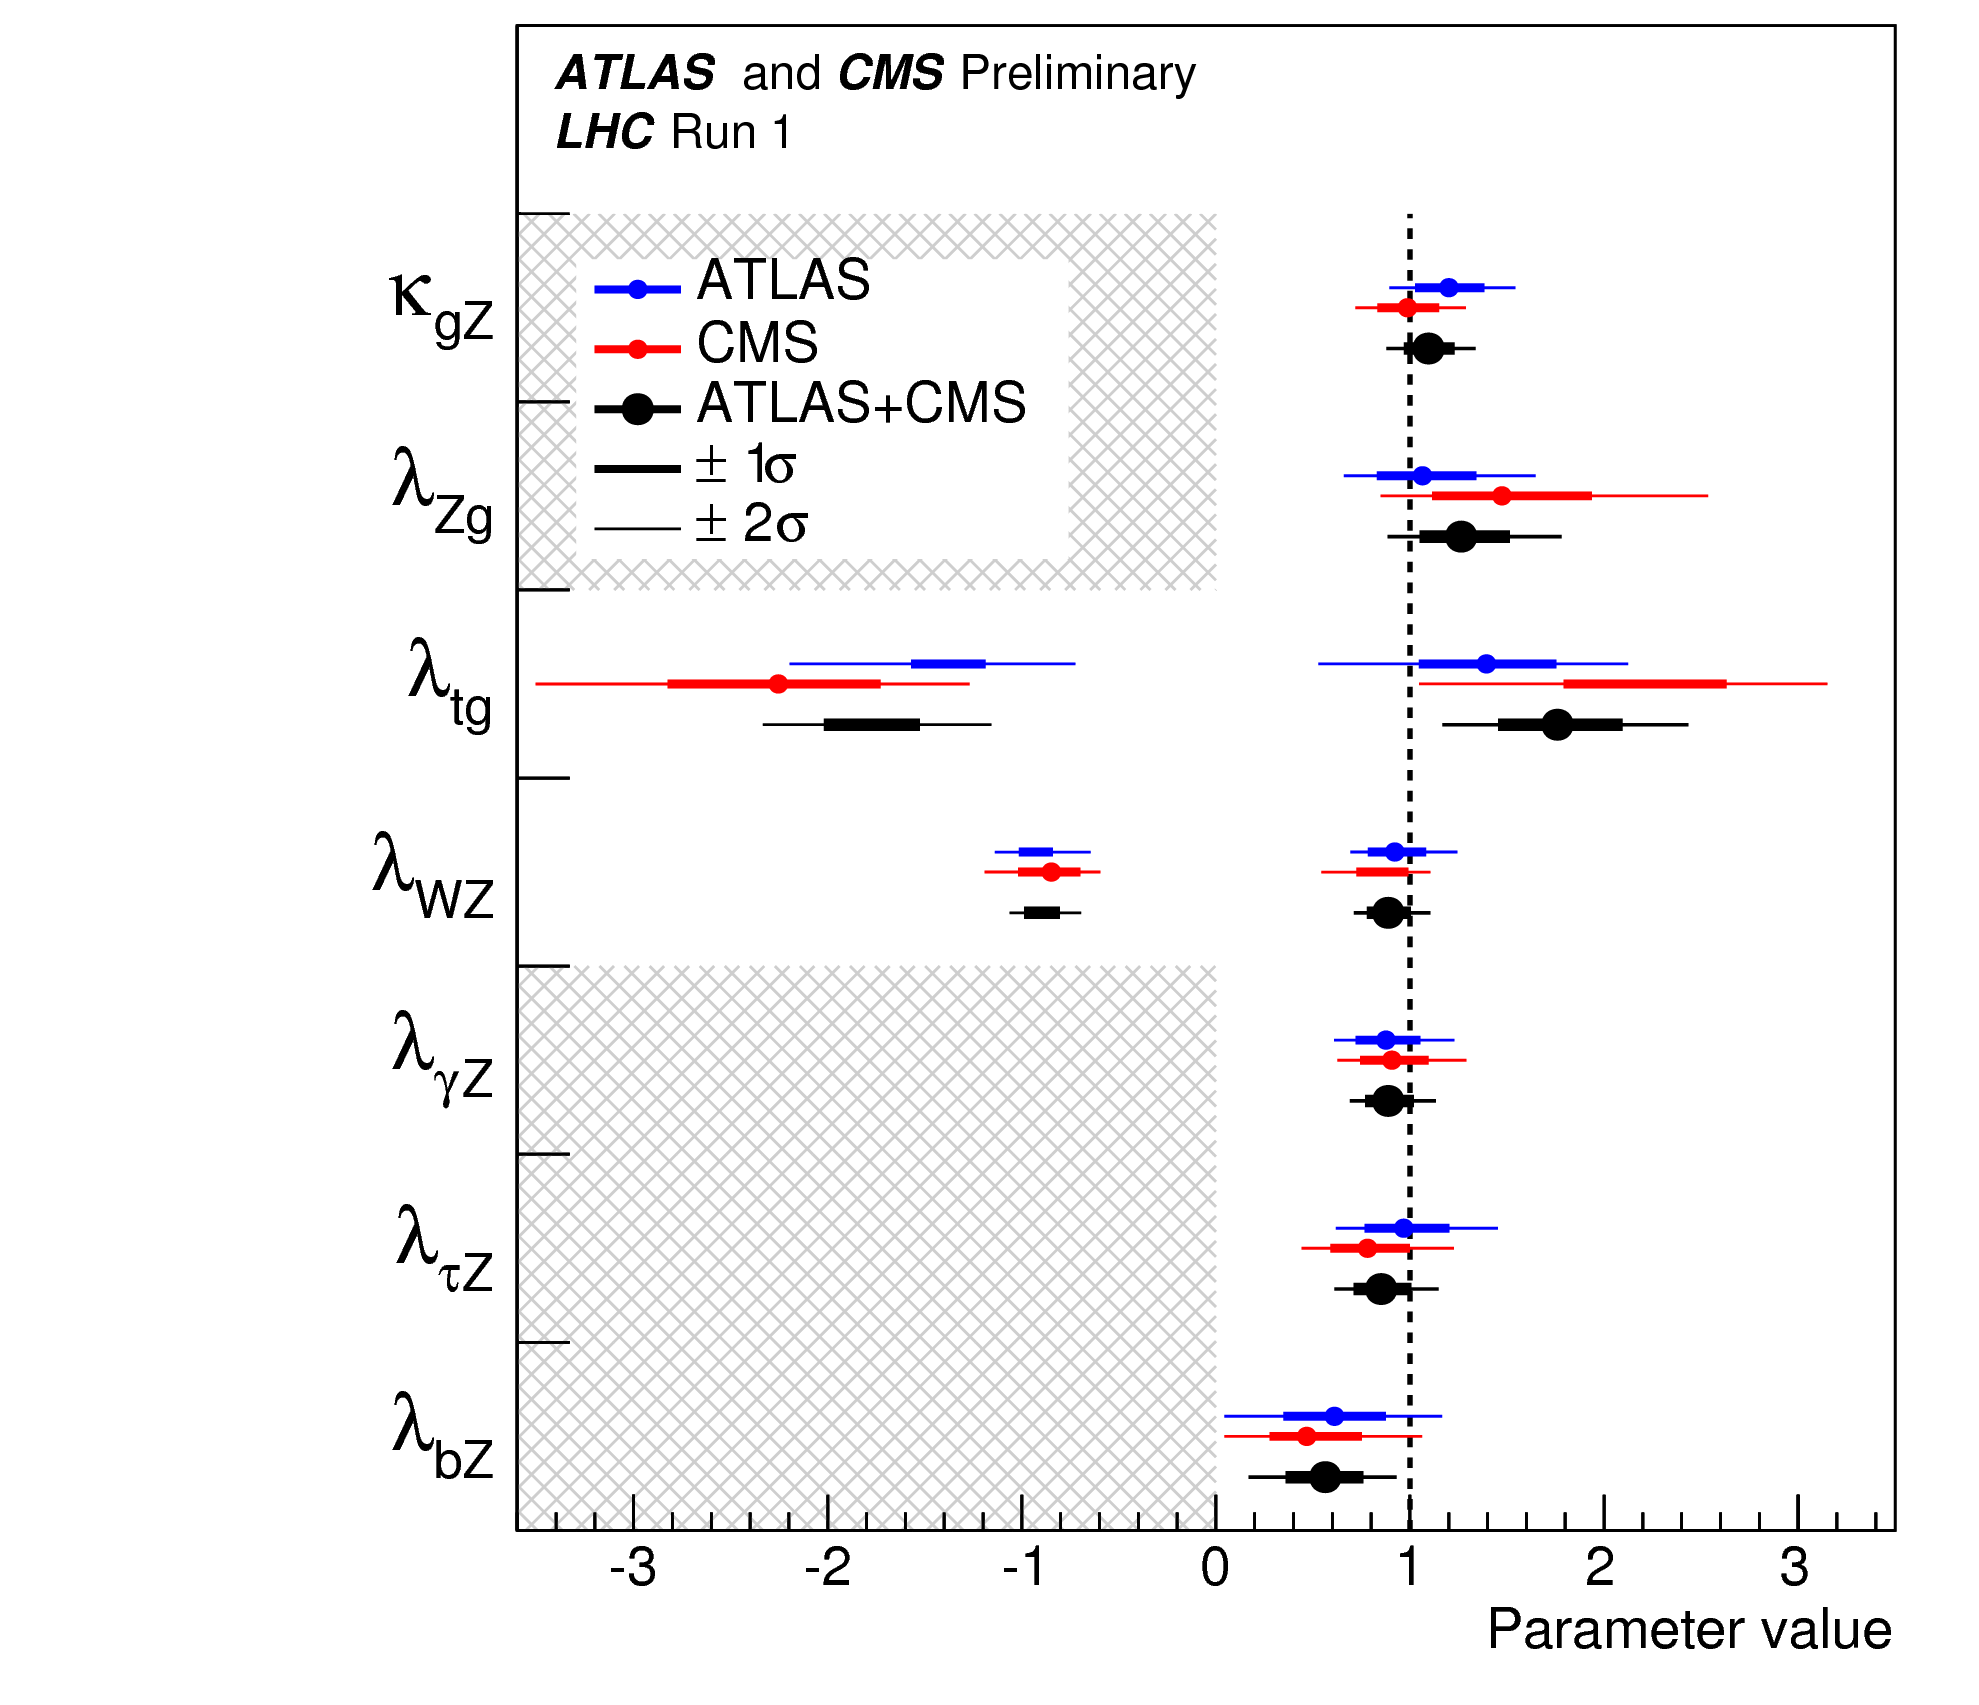 ATLAS and CMS Preliminary
LHC Run 1
ATLAS
CMS
ATLAS+CMS
± 1σ
± 2σ
κgZ
λZg
λtg
λWZ
λγZ
λτZ
λbZ
-3 -2 -1 0 1 2 3
Parameter value